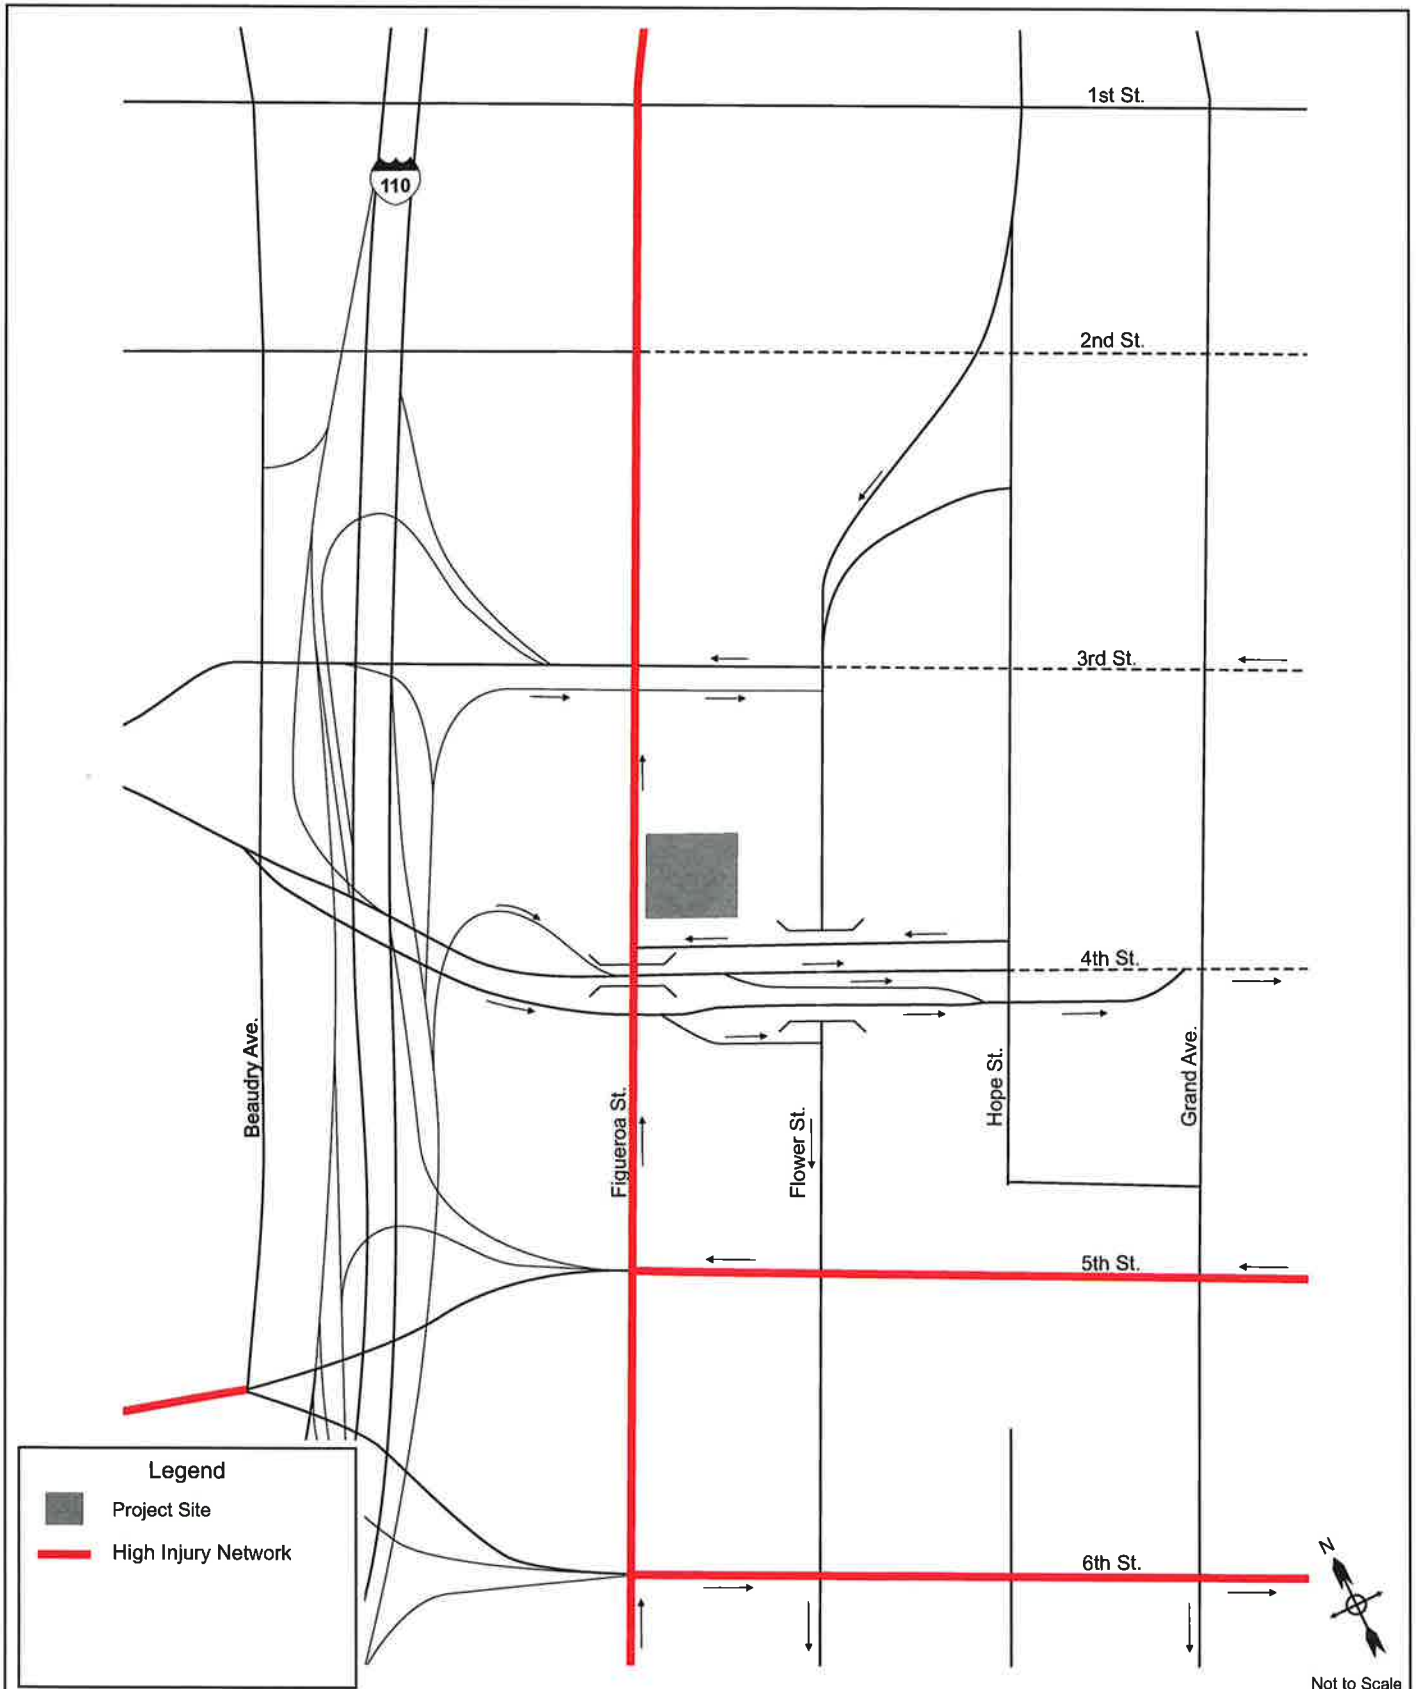 1st St.
110
2nd St.
3rd St.
4th St.
Beaudry Ave.
Figueroa St.
Flower St.
Hope St.
Grand Ave.
5th St.
6th St.
Legend
Project Site
High Injury Network
N
Not to Scale